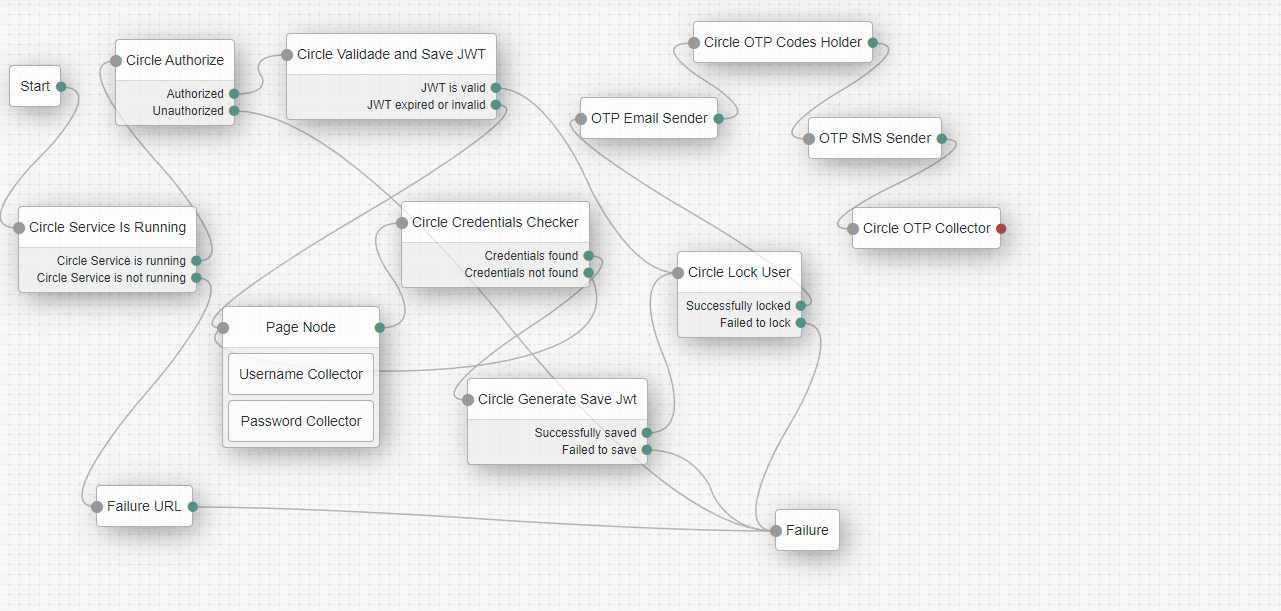 Start
Circle Authorize
Authorized
Unauthorized
Circle Validade and Save JWT
JWT is valid
JWT expired or invalid
Circle OTP Codes Holder
OTP Email Sender
OTP SMS Sender
Circle Service Is Running
Circle Service is running
Circle Service is not running
Circle Credentials Checker
Credentials found
Credentials not found
Circle OTP Collector
Circle Lock User
Successfully locked
Failed to lock
Page Node
Username Collector
Password Collector
Circle Generate Save Jwt
Successfully saved
Failed to save
Failure URL
Failure